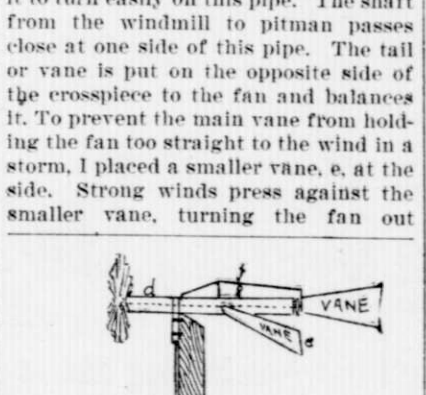 it to turn easily on this pipe. The shaft
from the windmill to pitman passes
close at one side of this pipe. The tail
or vane is put on the opposite side of
the crosspiece to the fan and balances
it. To prevent the main vane from hold-
ing the fan too straight to the wind in a
storm, I placed a smaller vane, e, at the
side. Strong winds press against the
smaller vane, turning the fan out
d
f
VANE
VANE
e